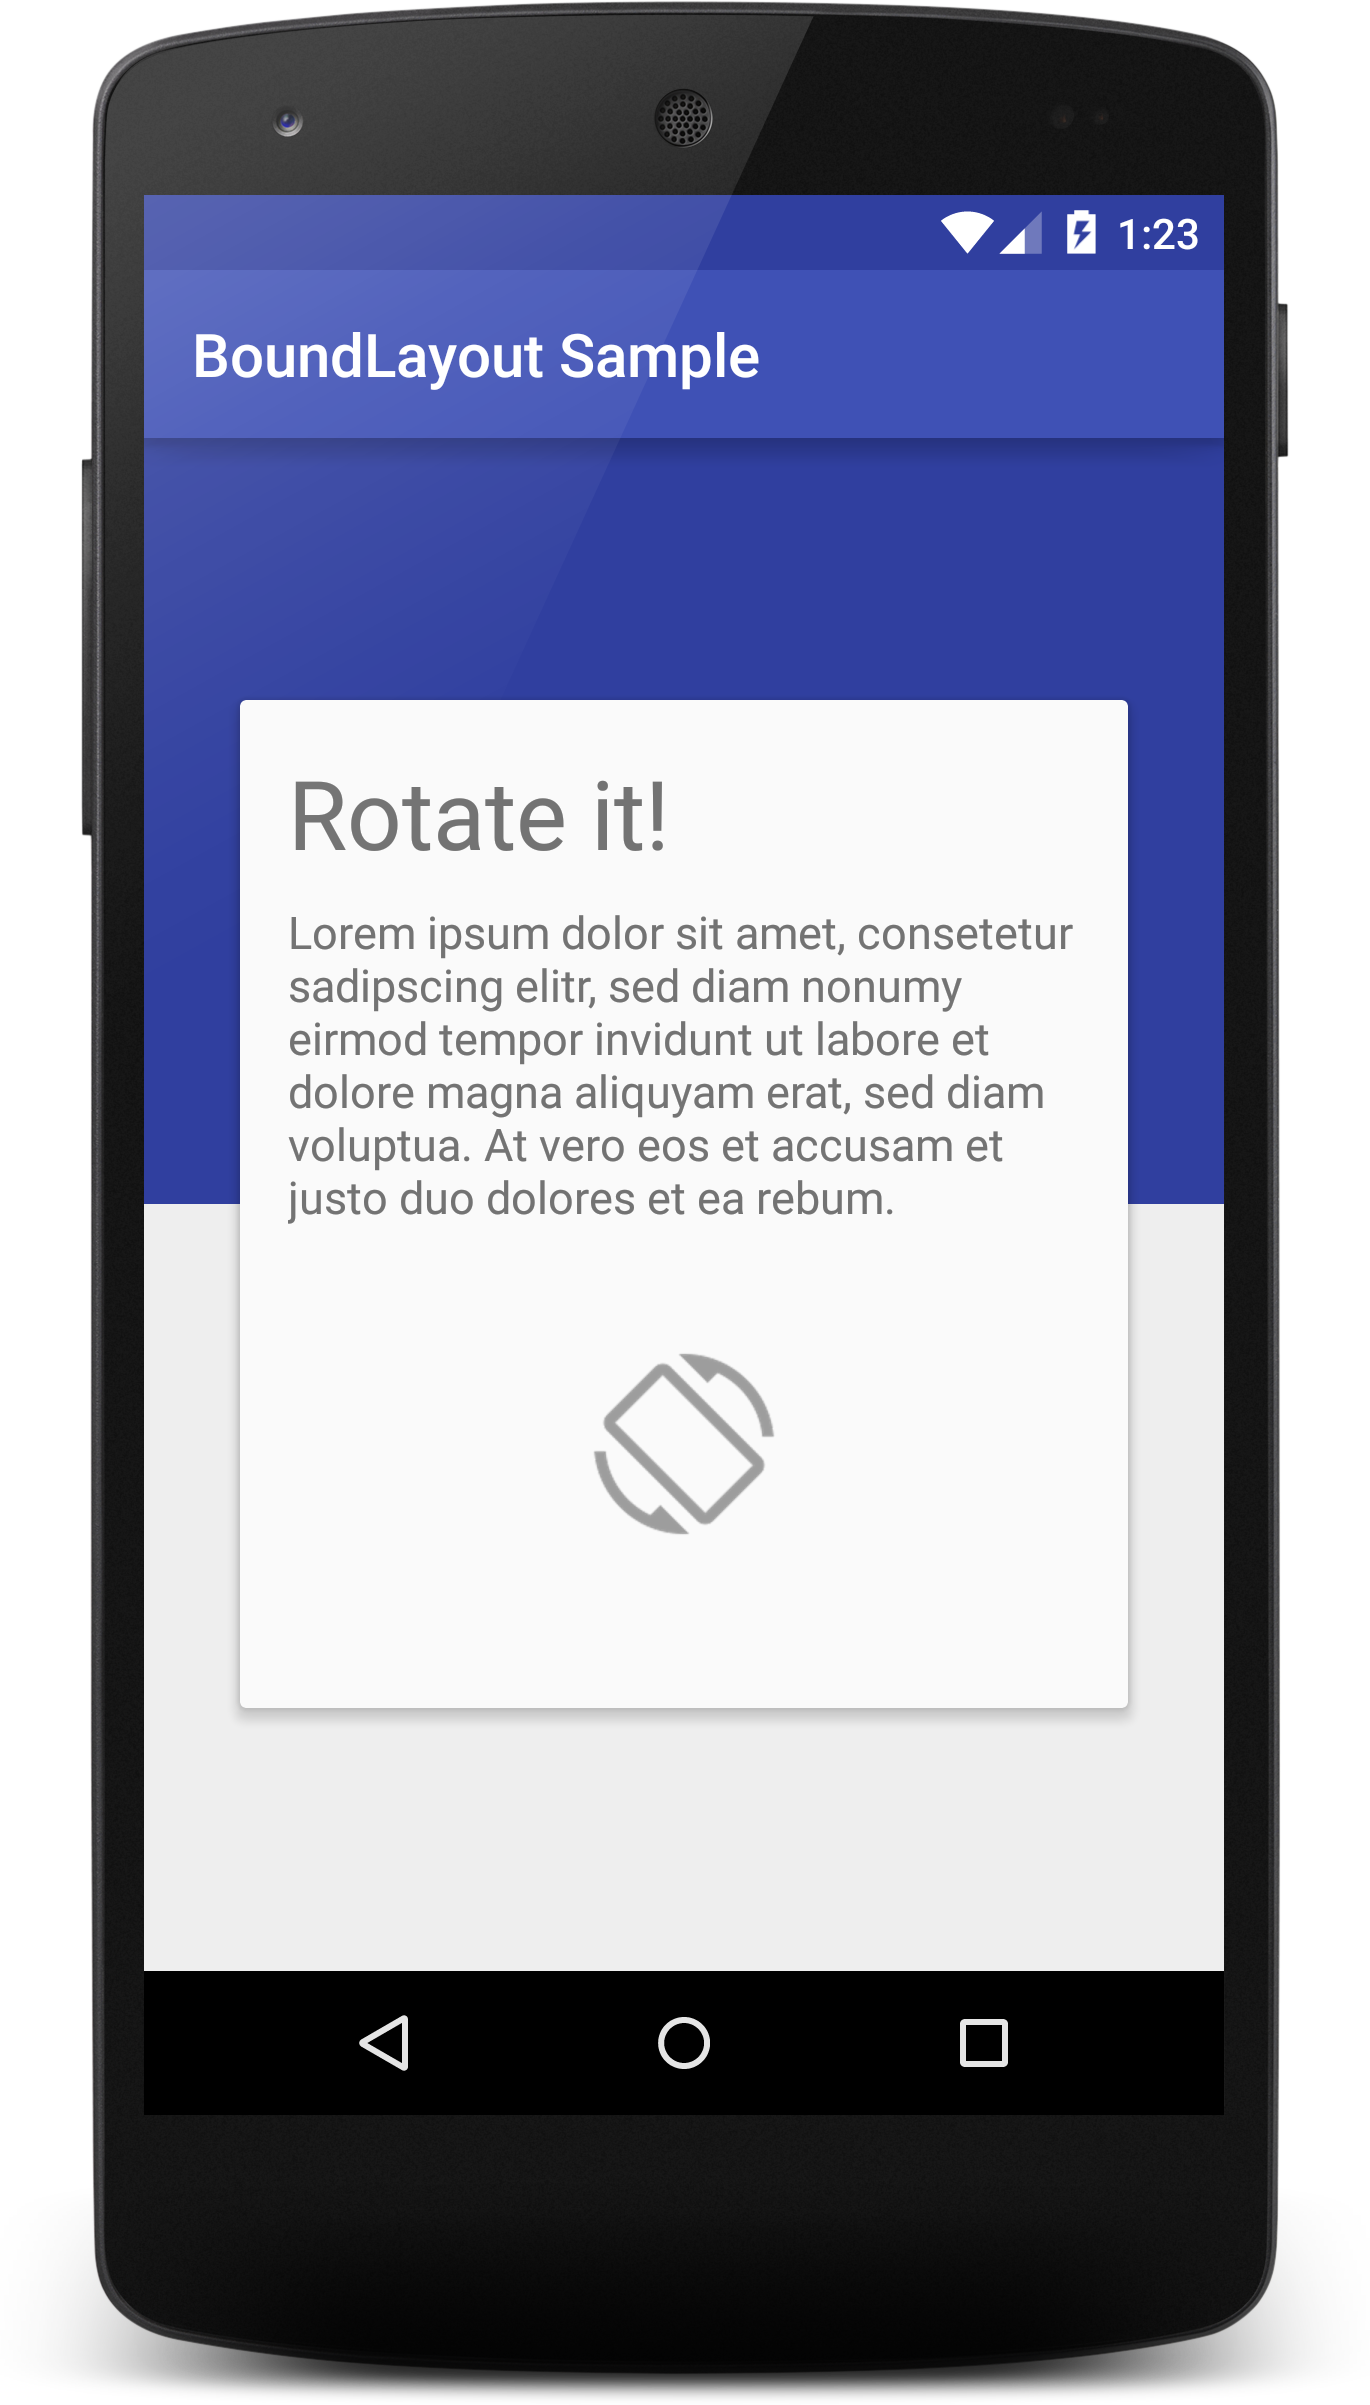 1:23
BoundLayout Sample
Rotate it!
Lorem ipsum dolor sit amet, consetetur
sadipscing elitr, sed diam nonumy
eirmod tempor invidunt ut labore et
dolore magna aliquyam erat, sed diam
voluptua. At vero eos et accusam et
justo duo dolores et ea rebum.